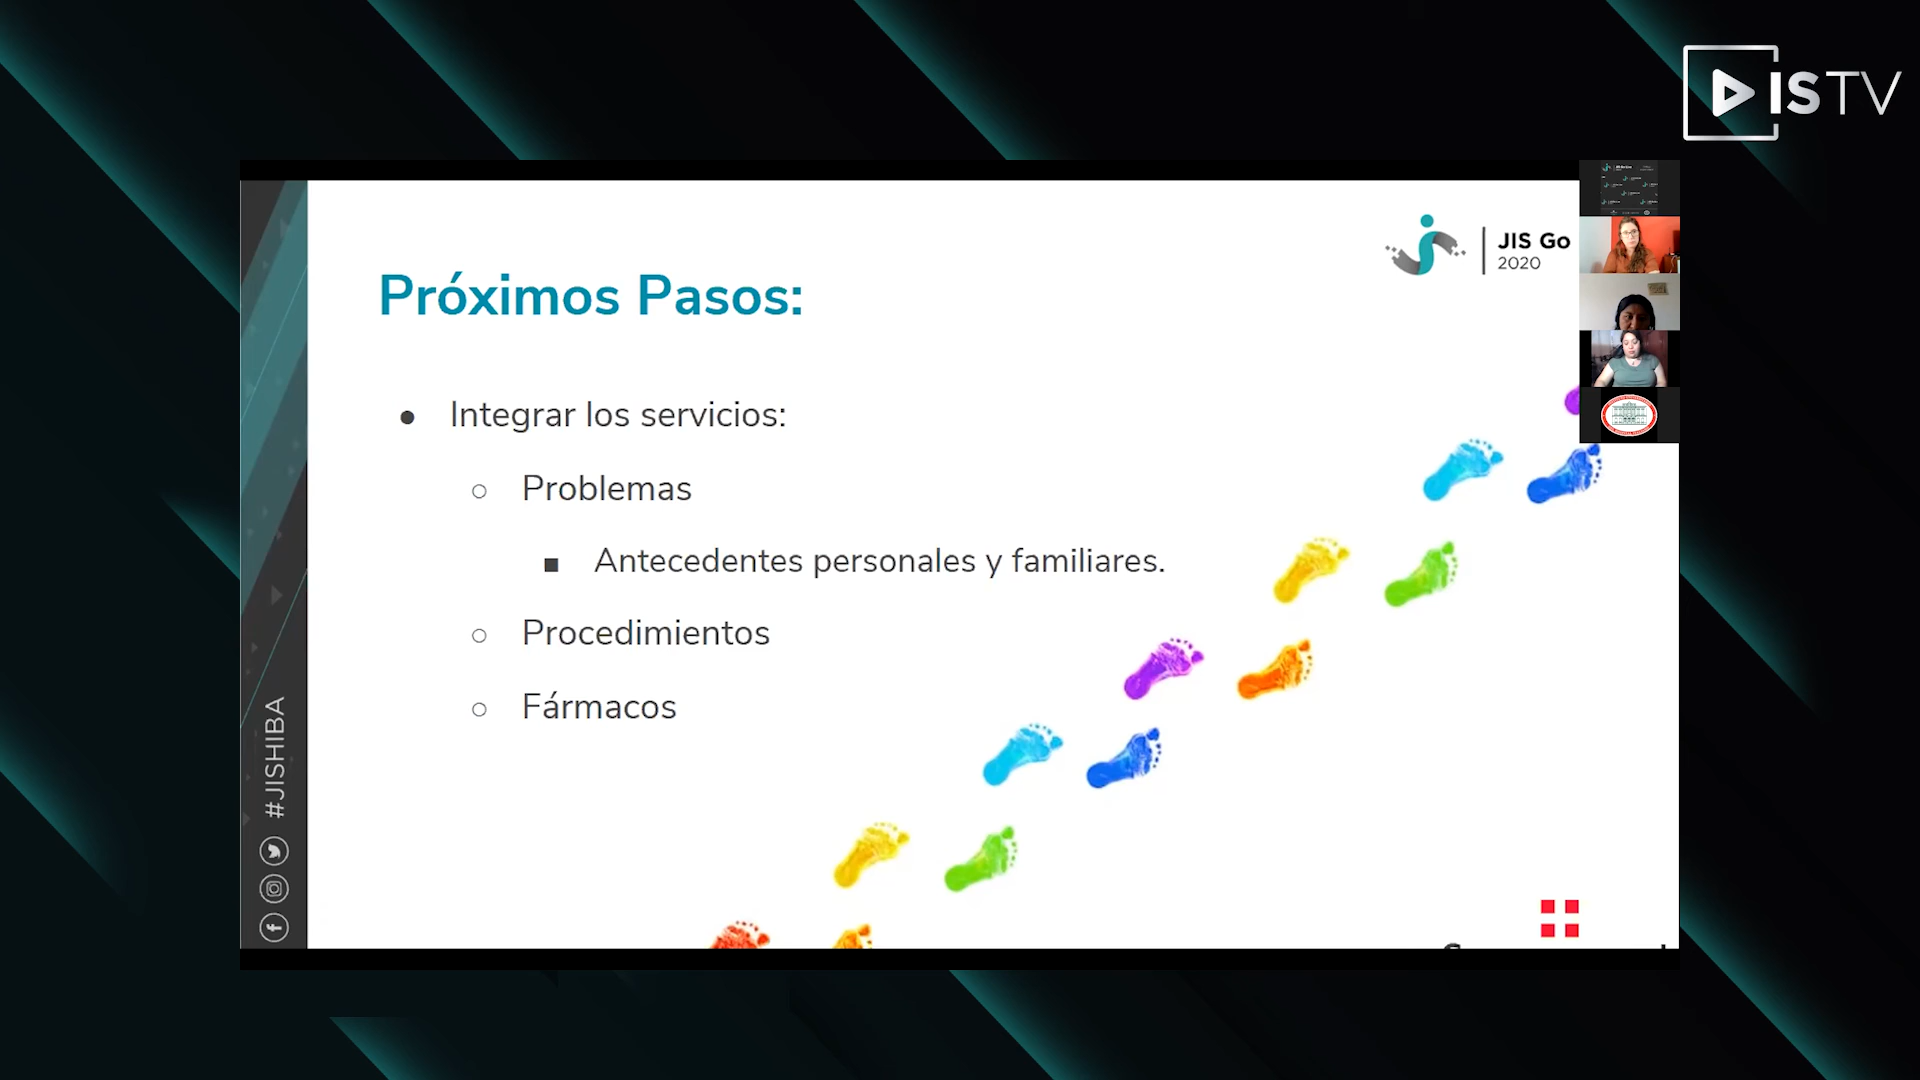 ISTV
JIS Go
2020
Próximos Pasos:
Integrar los servicios:
Problemas
Antecedentes personales y familiares.
Procedimientos
Fármacos
#JISHIBA